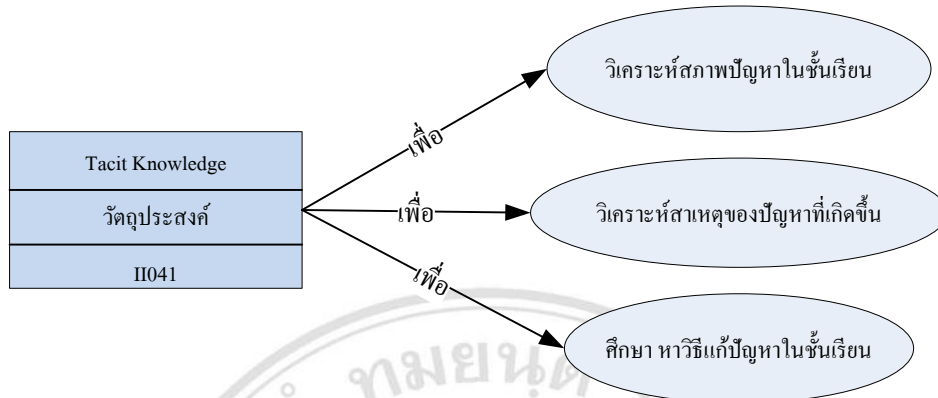 Tacit Knowledge
วัตถุประสงค์
II041
เพื่อ
วิเคราะห์สภาพปัญหาในชั้นเรียน
เพื่อ
วิเคราะห์สาเหตุของปัญหาที่เกิดขึ้น
เพื่อ
ศึกษา หาวิธีแก้ปัญหาในชั้นเรียน